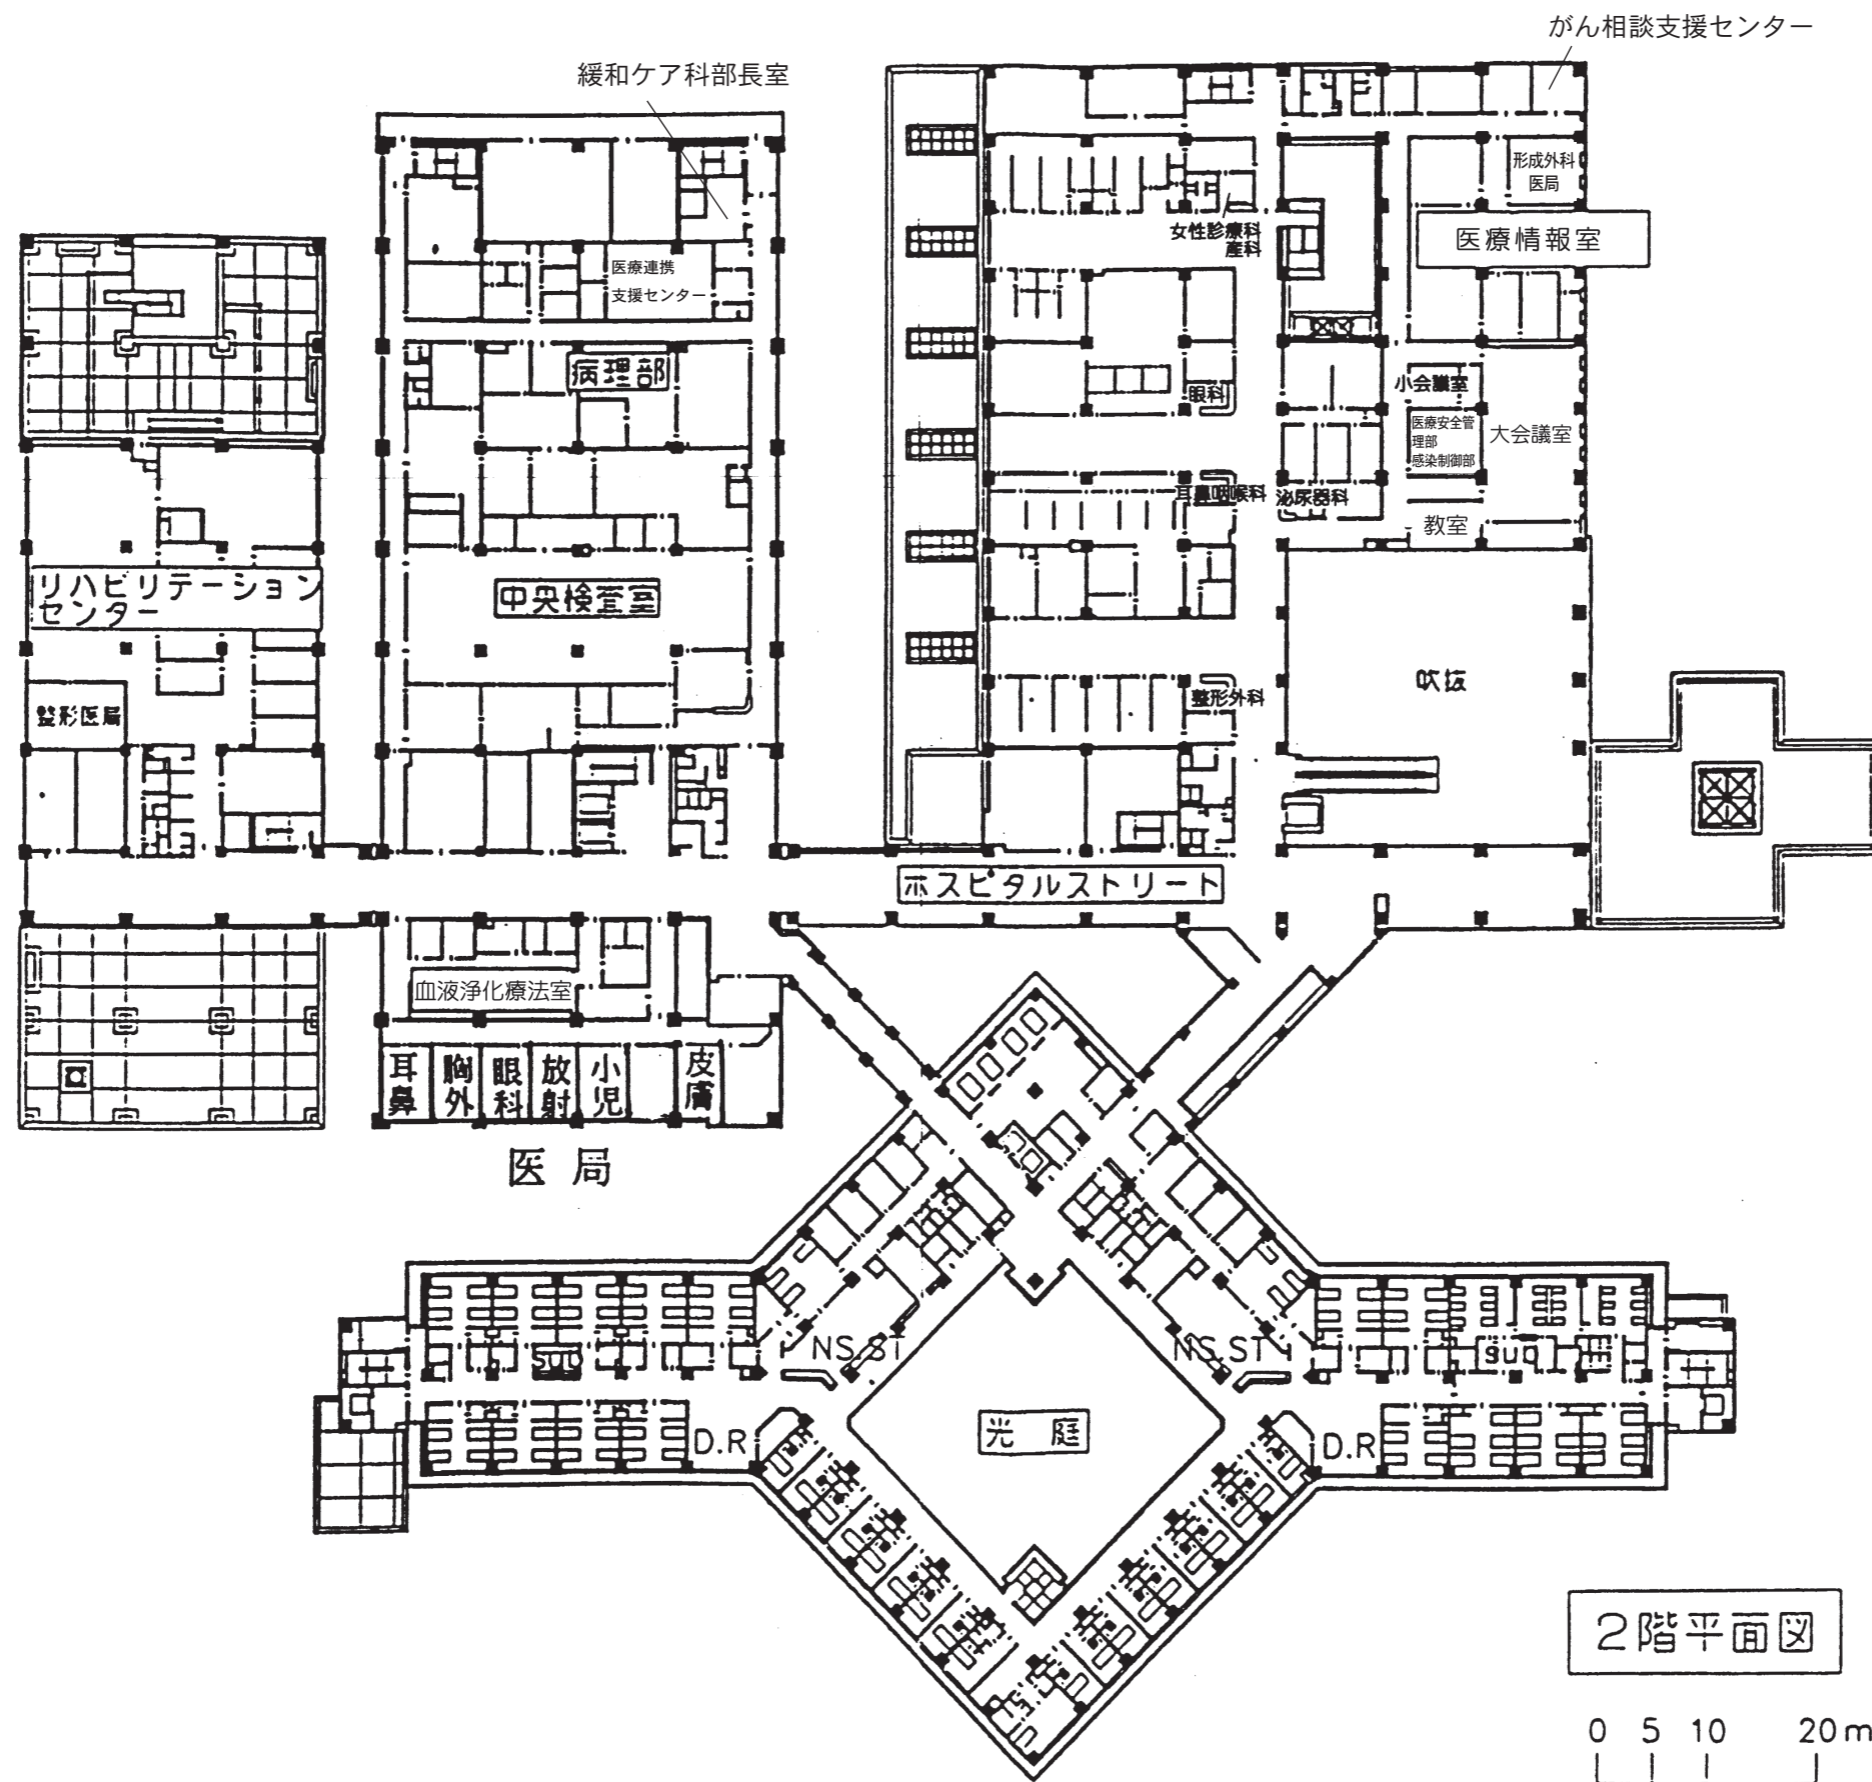 がん相談支援センター
緩和ケア科部長室
形成外科
医局
女性診療科
産科
医療情報室
医療連携
支援センター
病理部
眼科
小会議室
医療安全管
理部
感染制御部
大会議室
耳鼻咽喉科
泌尿器科
教室
リハビリテーション
センター
中央検査室
吹抜
整形医局
整形外科
ホスピタルストリート
血液浄化療法室
耳鼻
胸外
眼科
放射
小児
皮膚
医局
NS.ST
NS.ST
SUB
D.R
D.R
光庭
2階平面図
0 5 10 20m